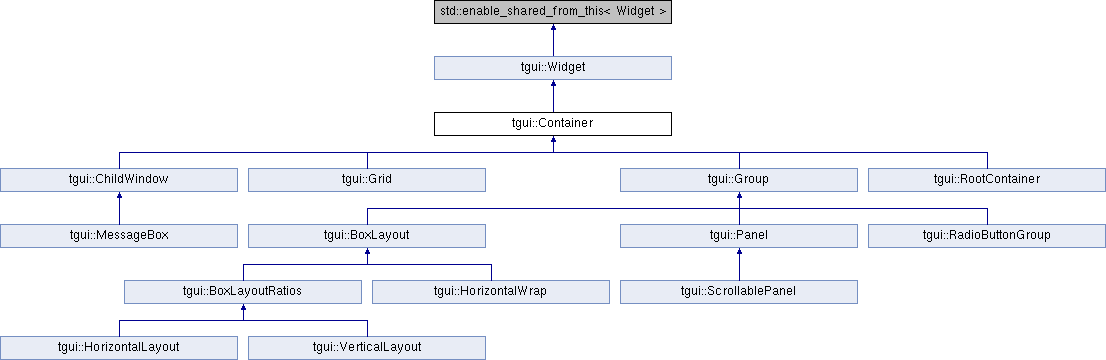 std::enable_shared_from_this< Widget >
tgui::Widget
tgui::Container
tgui::ChildWindow
tgui::Grid
tgui::Group
tgui::RootContainer
tgui::MessageBox
tgui::BoxLayout
tgui::Panel
tgui::RadioButtonGroup
tgui::BoxLayoutRatios
tgui::HorizontalWrap
tgui::ScrollablePanel
tgui::HorizontalLayout
tgui::VerticalLayout